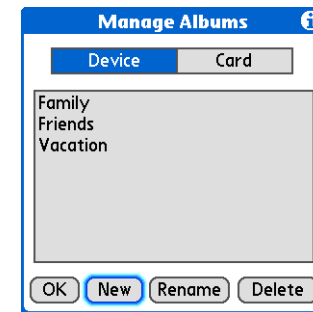 Manage Albums i
Device Card
Family
Friends
Vacation
OK New Rename Delete